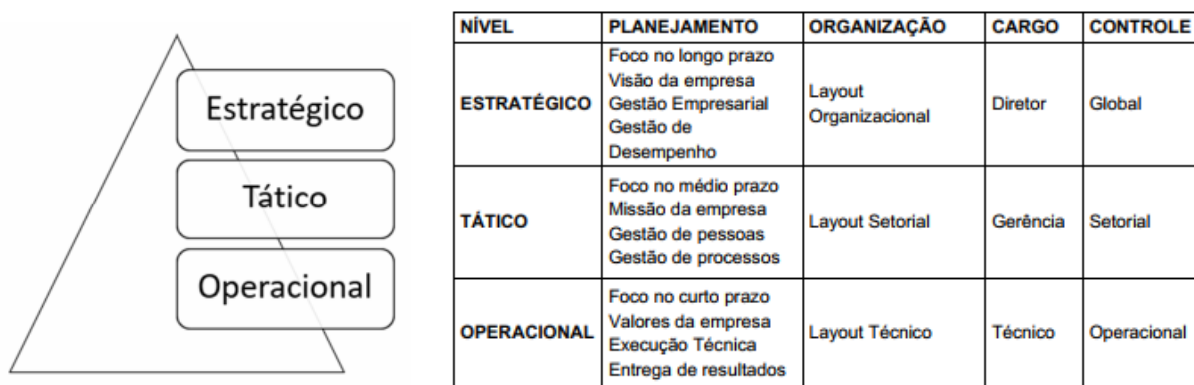 Estratégico
Tático
Operacional
NÍVEL PLANEJAMENTO ORGANIZAÇÃO CARGO CONTROLE
ESTRATÉGICO
Foco no longo prazo
Visão da empresa
Gestão Empresarial
Gestão de
Desempenho
Layout
Organizacional
Diretor
Global
TÁTICO
Foco no médio prazo
Missão da empresa
Gestão de pessoas
Gestão de processos
Layout Setorial
Gerência
Setorial
OPERACIONAL
Foco no curto prazo
Valores da empresa
Execução Técnica
Entrega de resultados
Layout Técnico
Técnico
Operacional